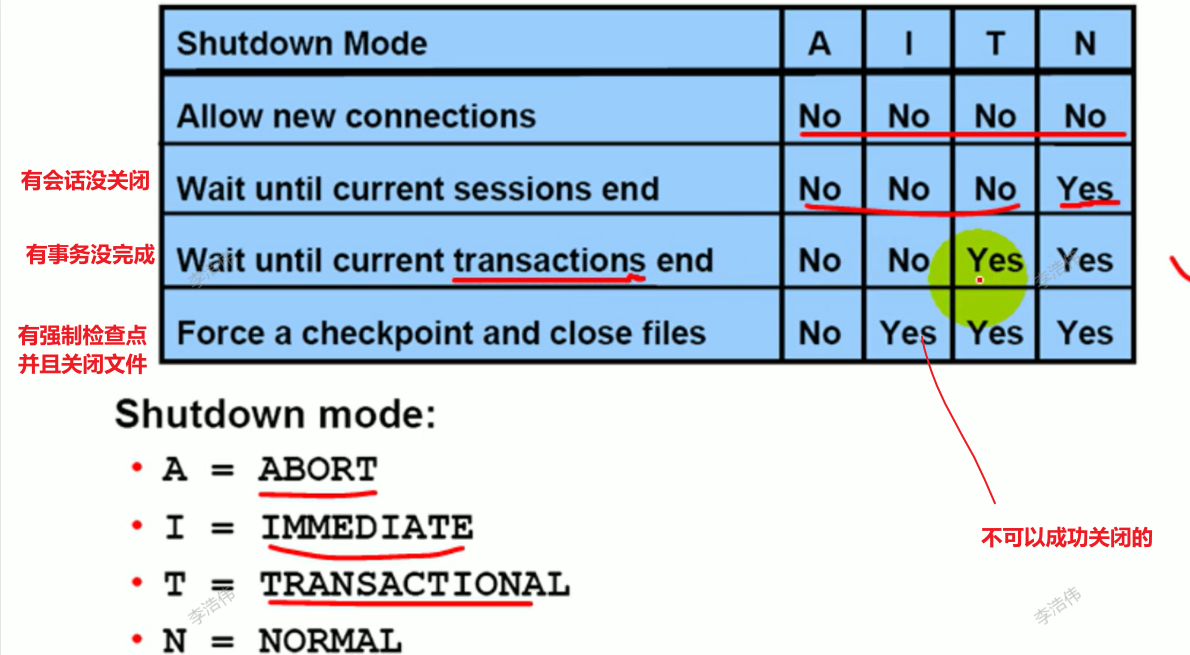 Shutdown Mode A I T N
Allow new connections No No No No
有会话没关闭
Wait until current sessions end No No No Yes
有事务没完成
Wait until current transactions end No No Yes Yes
有强制检查点
并且关闭文件
Force a checkpoint and close files No Yes Yes Yes
Shutdown mode:
• A = ABORT
• I = IMMEDIATE
不可以成功关闭的
• T = TRANSACTIONAL
• N = NORMAL
李浩伟
李浩伟
李浩伟
李浩伟